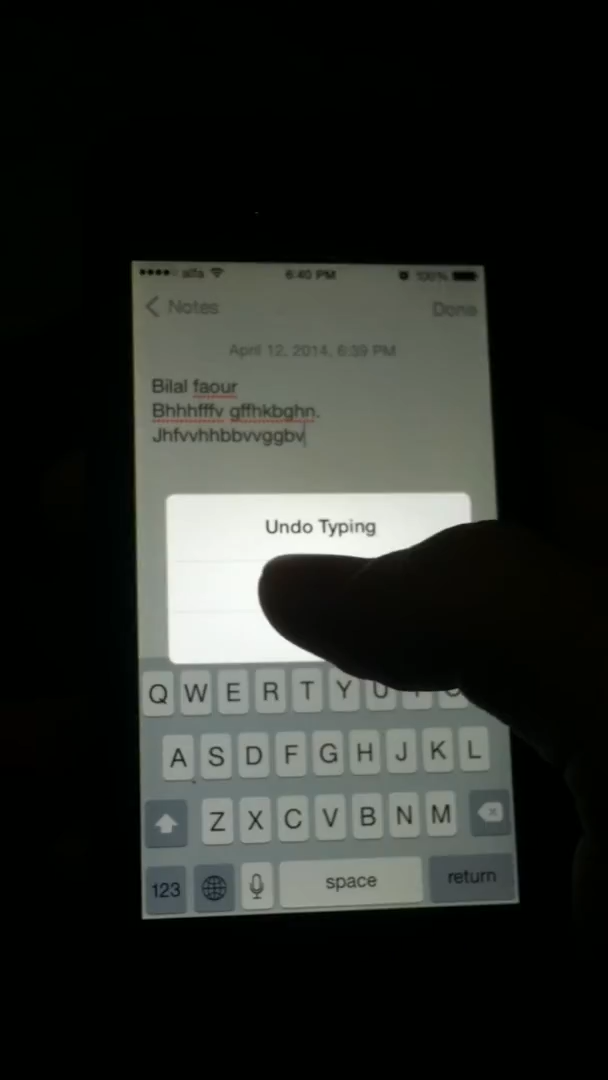 alfa 6:40 PM 100%
Notes Done
April 12, 2014, 6:39 PM
Bilal faour
Bhhhfffv gffhkbghn.
Jhfvvhhbbvvggbv
Undo Typing
Q W E R T Y U
A S D F G H J K L
Z X C V B N M
123 space return